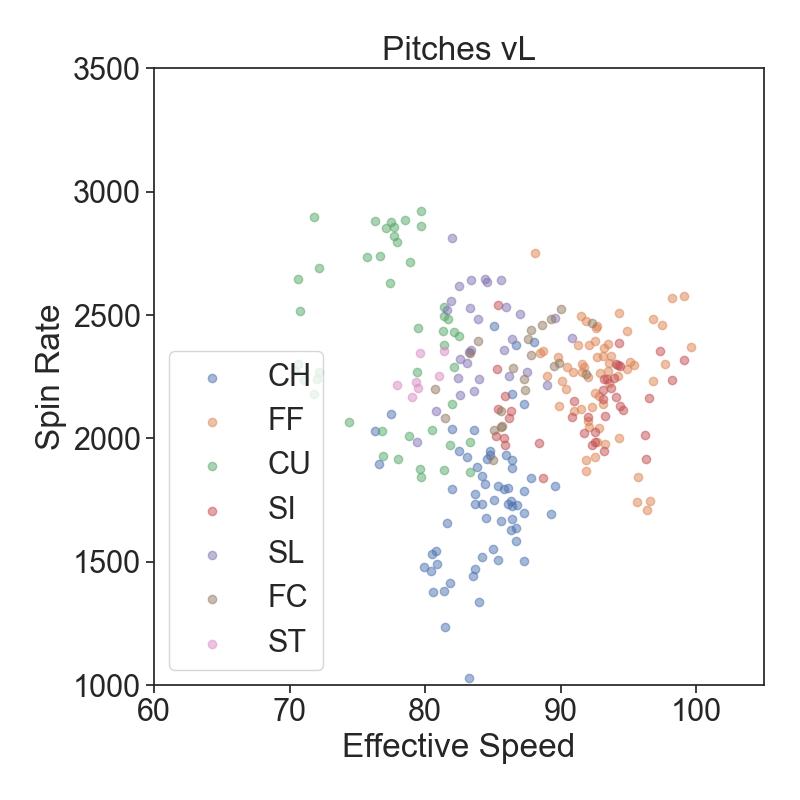 Pitches vL
3500
3000
2500
2000
1500
1000
Spin Rate
CH
FF
CU
SI
SL
FC
ST
60 70 80 90 100
Effective Speed